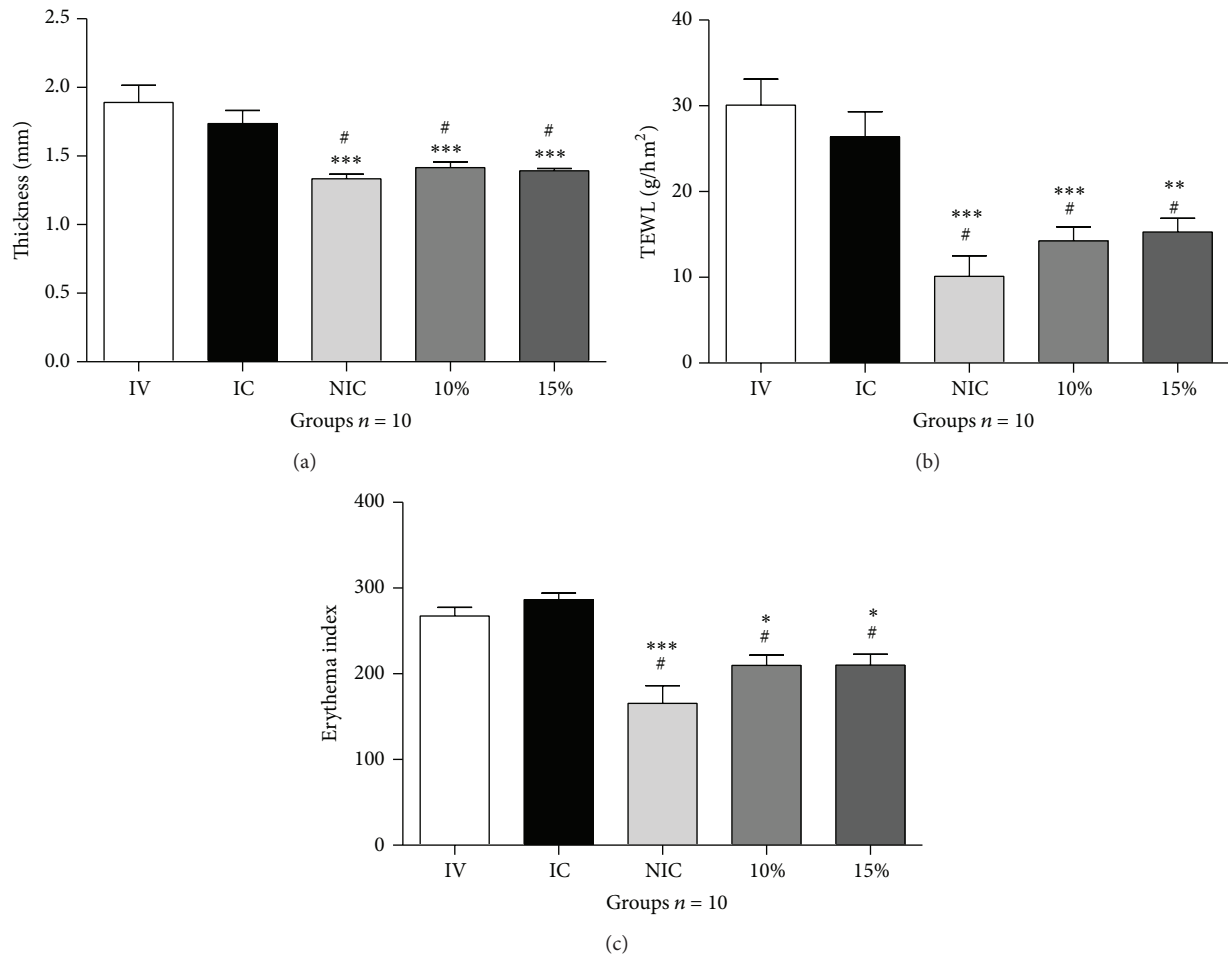 2.5
2.0
1.5
1.0
0.5
0.0
Thickness (mm)
#
***
#
***
#
***
IV IC NIC 10% 15%
Groups n = 10
(a)
40
30
20
10
0
TEWL (g/hm²)
***
#
***
#
**
#
IV IC NIC 10% 15%
Groups n = 10
(b)
400
300
200
100
0
Erythema index
***
#
*
#
*
#
IV IC NIC 10% 15%
Groups n = 10
(c)